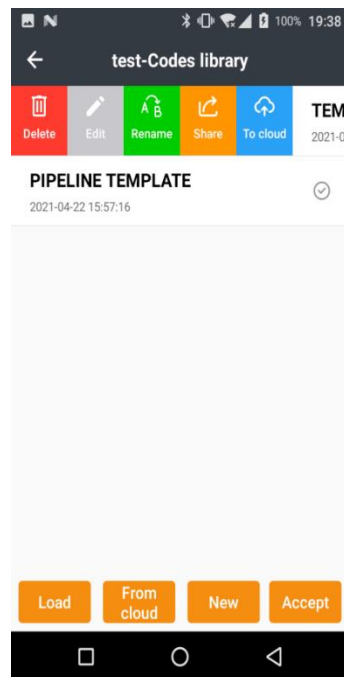 100% 19:38
test-Codes library
Delete Edit Rename Share To cloud
A B
TEM
2021-0
PIPELINE TEMPLATE
2021-04-22 15:57:16
Load From cloud New Accept